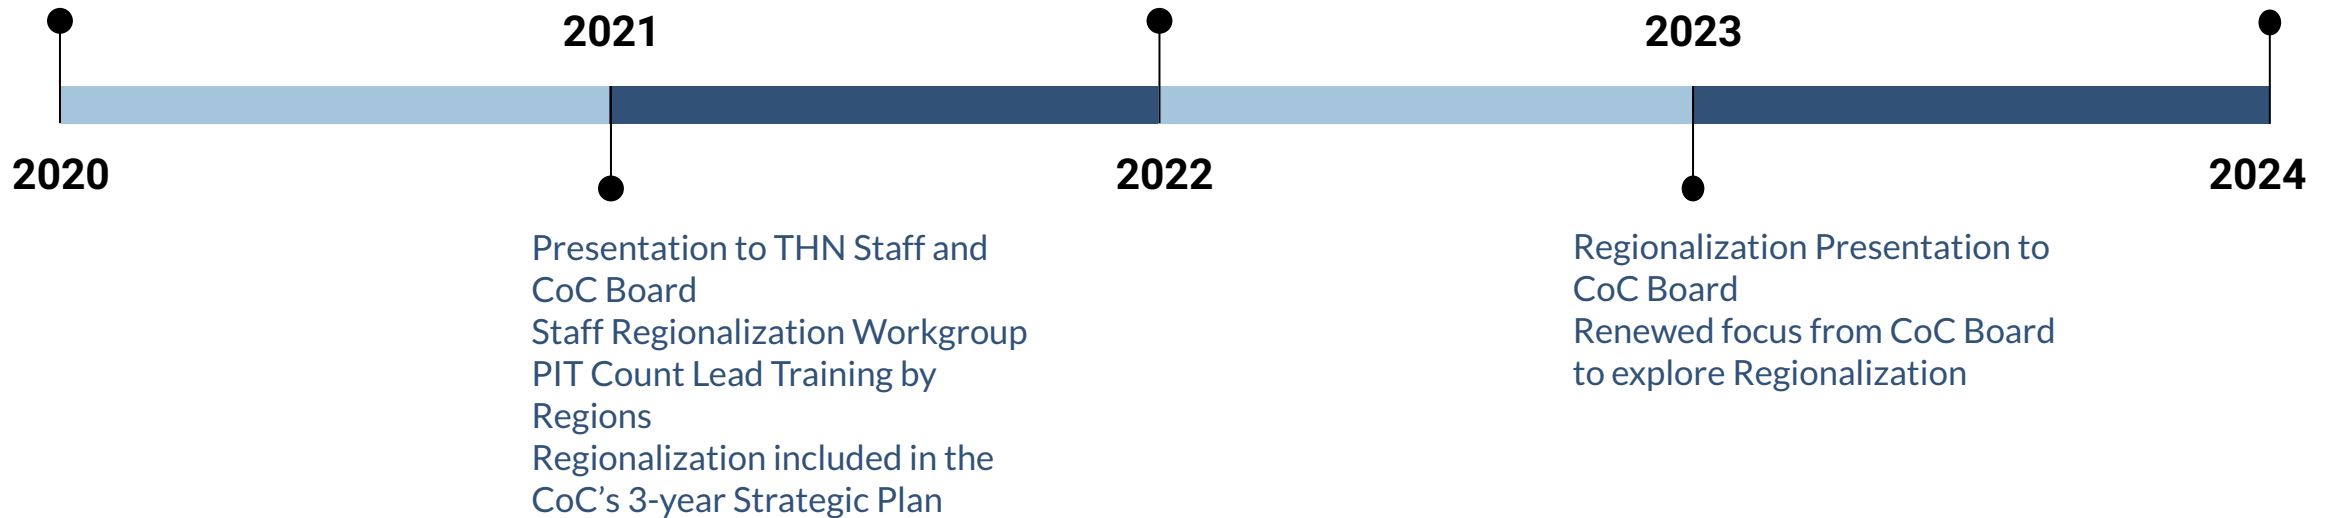 2021
2023
2020
2022
2024
Presentation to THN Staff and
CoC Board
Staff Regionalization Workgroup
PIT Count Lead Training by
Regions
Regionalization included in the
CoC’s 3-year Strategic Plan
Regionalization Presentation to
CoC Board
Renewed focus from CoC Board
to explore Regionalization